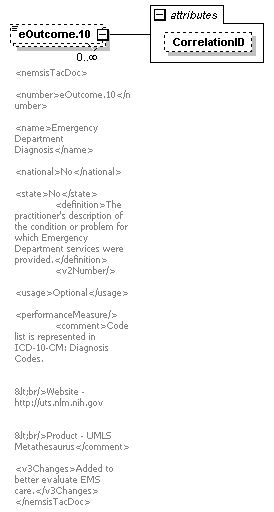 eOutcome.10
attributes
CorrelationID
0..∞
<nemsisTacDoc>
<number>eOutcome.10</n
umber>
<name>Emergency
Department
Diagnosis</name>
<national>No</national>
<state>No</state>
<definition>The
practitioner's description of
the condition or problem for
which Emergency
Department services were
provided.</definition>
<v2Number/>
<usage>Optional</usage>
<performanceMeasure/>
<comment>Code
list is represented in
ICD-10-CM: Diagnosis
Codes.
&lt;br/>Website -
http://uts.nlm.nih.gov
&lt;br/>Product - UMLS
Metathesaurus</comment>
<v3Changes>Added to
better evaluate EMS
care.</v3Changes>
</nemsisTacDoc>